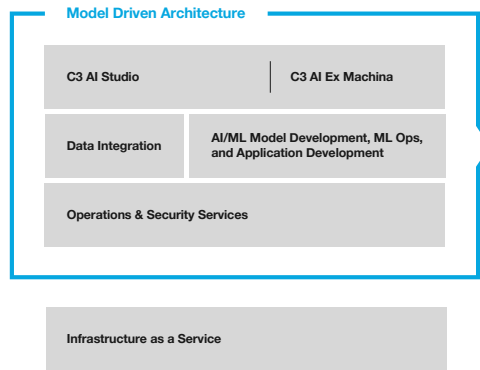 Model Driven Architecture
C3 AI Studio
C3 AI Ex Machina
Data Integration
AI/ML Model Development, ML Ops,
and Application Development
Operations & Security Services
Infrastructure as a Service